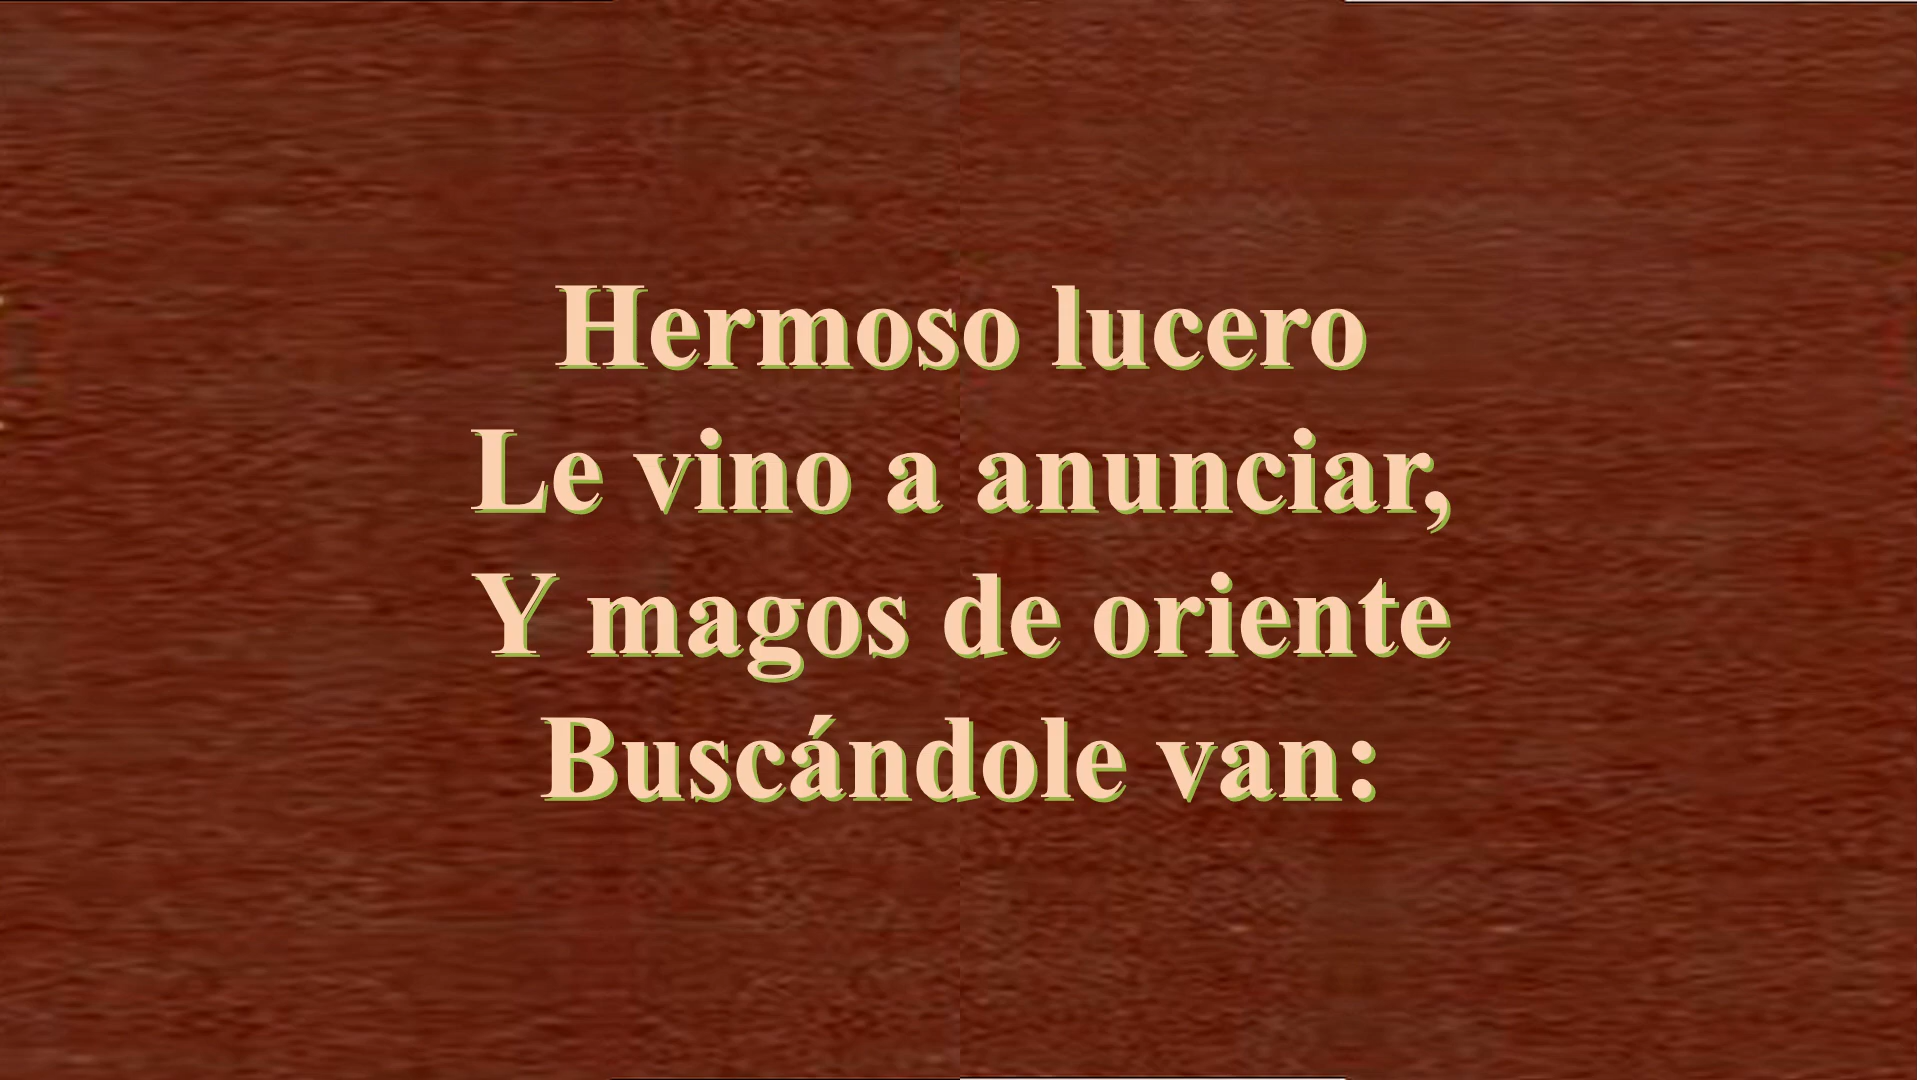 Hermoso lucero
Le vino a anunciar,
Y magos de oriente
Buscándole van: